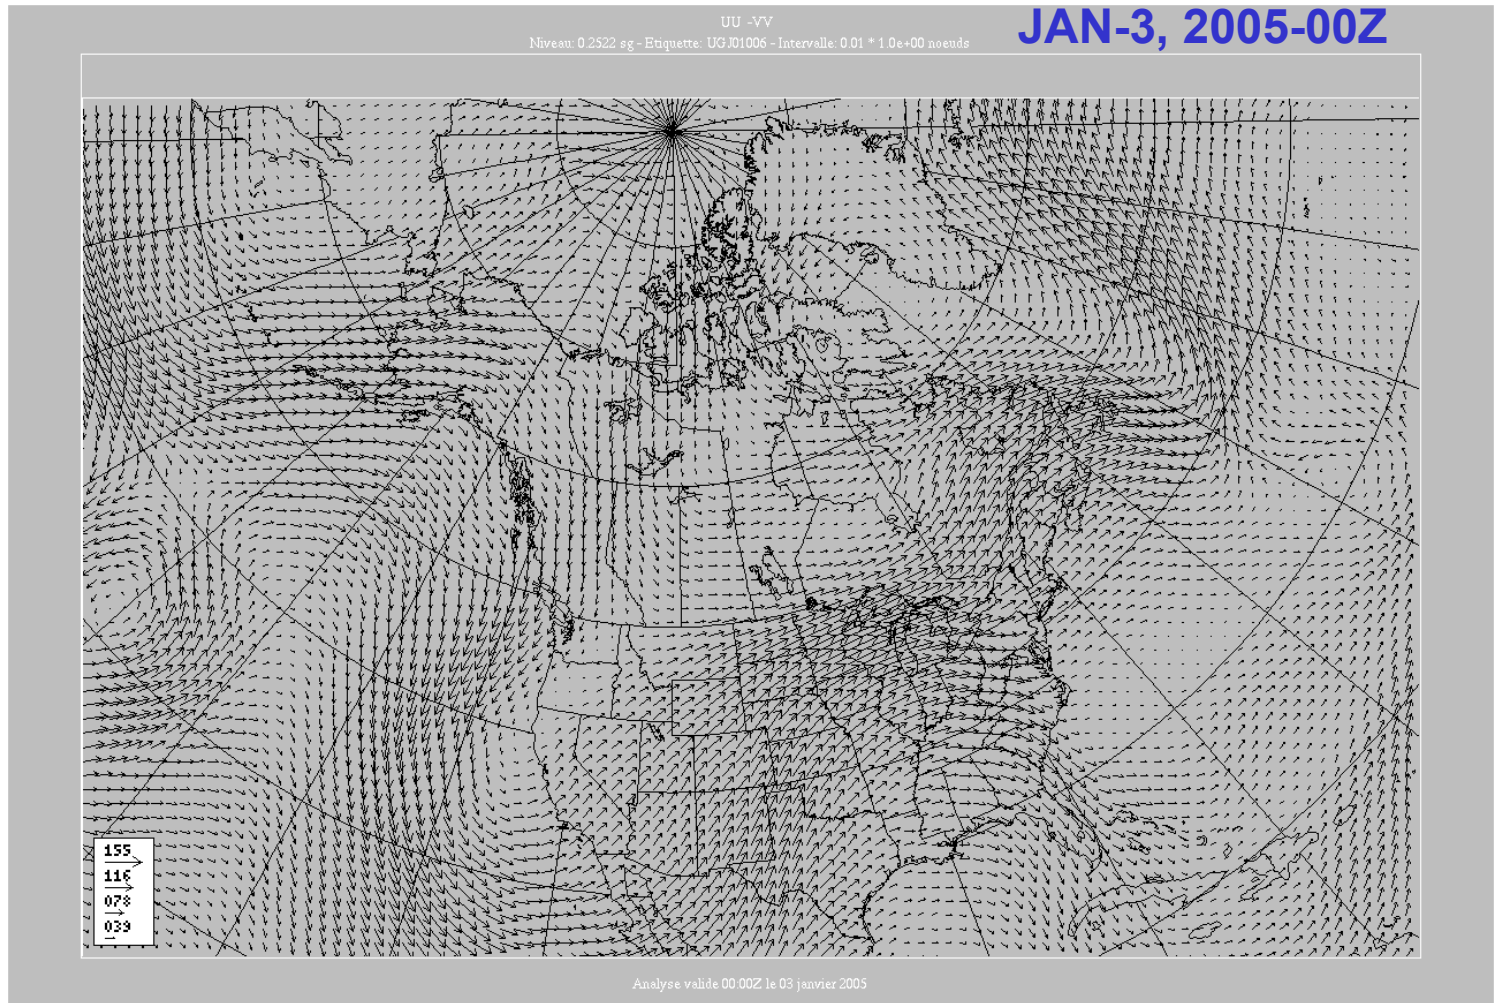 UU -VV
JAN-3, 2005-00Z
Niveau: 0.2522 sg - Etiquette: UGJ01006 - Intervalle: 0.01 * 1.0e+00 noeuds
155
116
078
039
Analyse valide 00:00Z le 03 janvier 2005